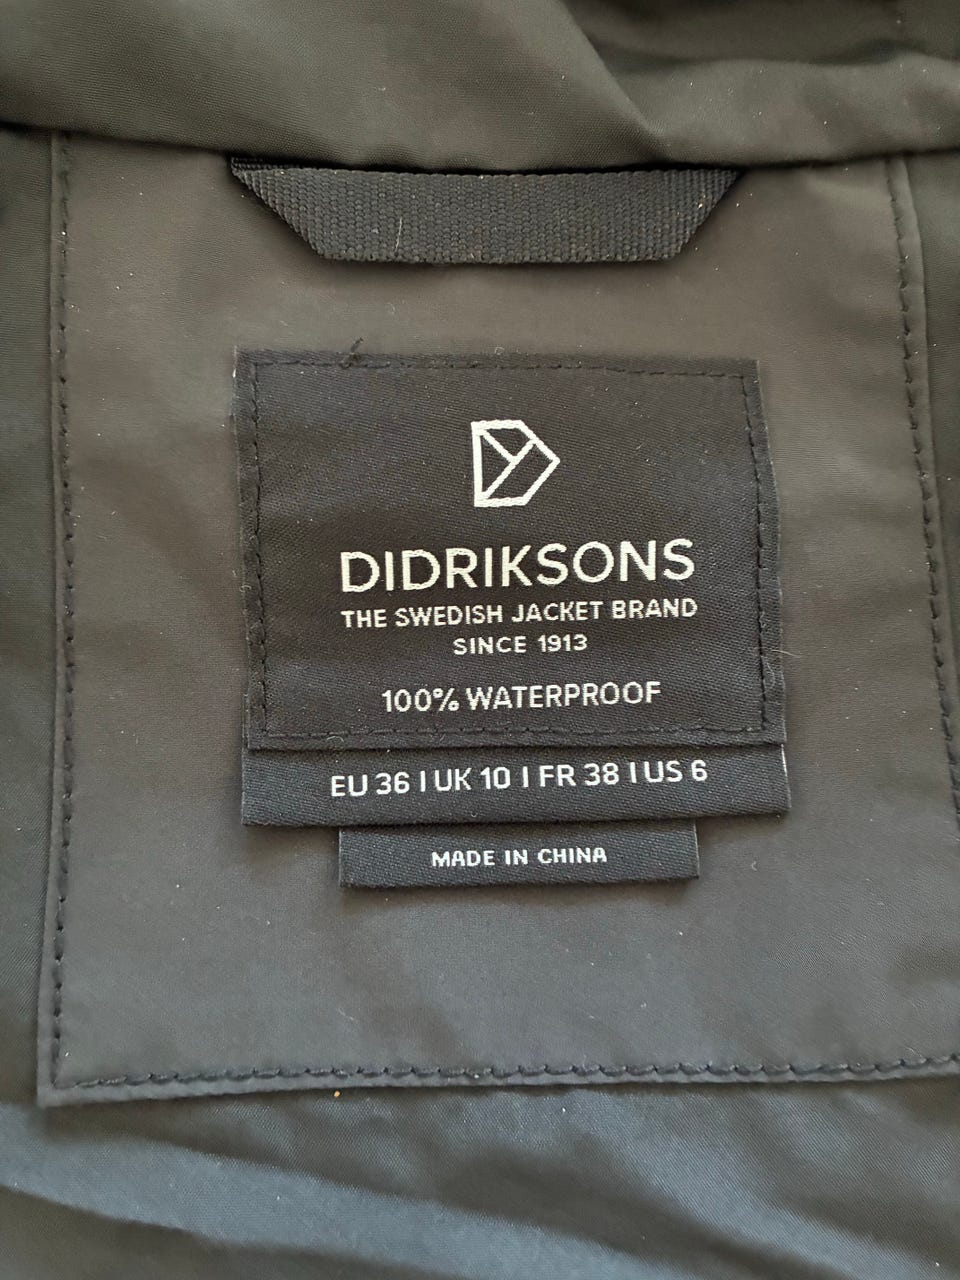 DIDRIKSONS
THE SWEDISH JACKET BRAND
SINCE 1913
100% WATERPROOF
EU 36 | UK 10 | FR 38 | US 6
MADE IN CHINA